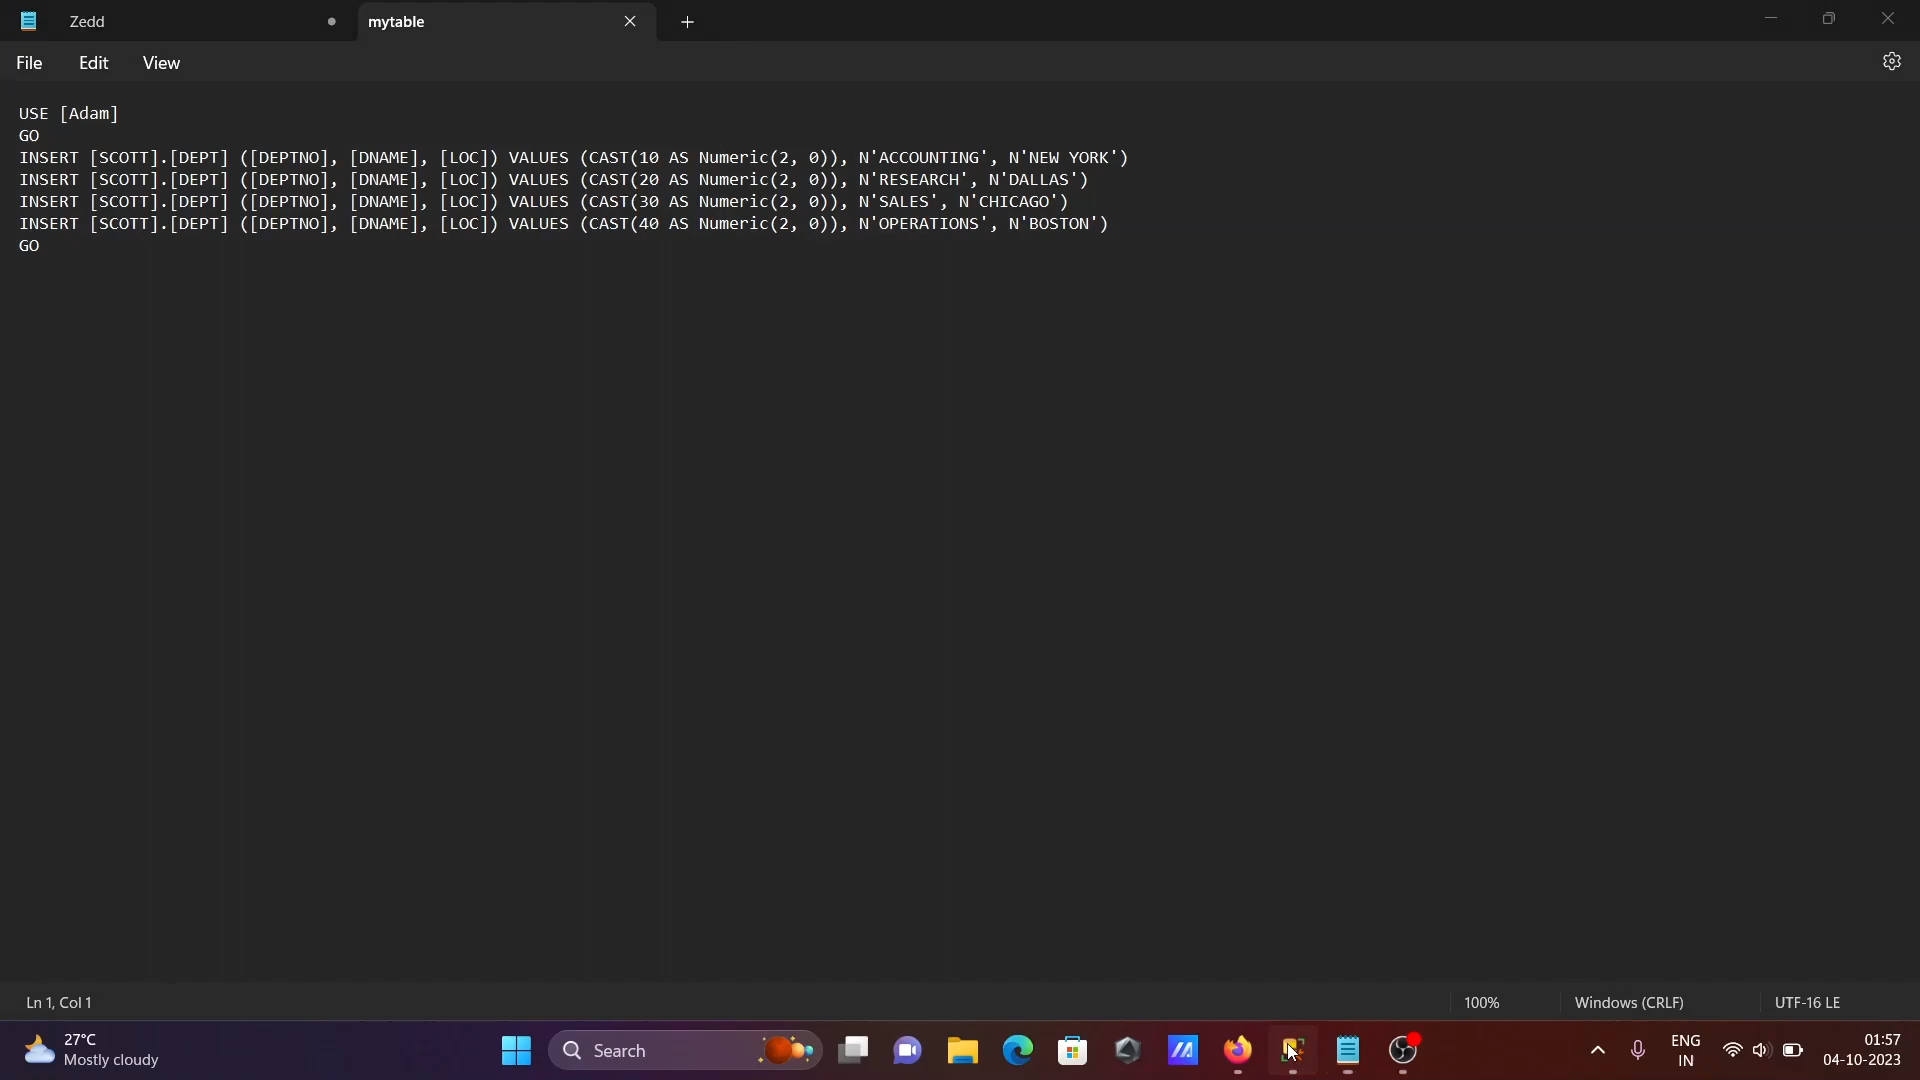 Zedd
mytable
File Edit View
USE [Adam]
GO
INSERT [SCOTT].[DEPT] ([DEPTNO], [DNAME], [LOC]) VALUES (CAST(10 AS Numeric(2, 0)), N'ACCOUNTING', N'NEW YORK')
INSERT [SCOTT].[DEPT] ([DEPTNO], [DNAME], [LOC]) VALUES (CAST(20 AS Numeric(2, 0)), N'RESEARCH', N'DALLAS')
INSERT [SCOTT].[DEPT] ([DEPTNO], [DNAME], [LOC]) VALUES (CAST(30 AS Numeric(2, 0)), N'SALES', N'CHICAGO')
INSERT [SCOTT].[DEPT] ([DEPTNO], [DNAME], [LOC]) VALUES (CAST(40 AS Numeric(2, 0)), N'OPERATIONS', N'BOSTON')
GO
Ln 1, Col 1
100%
Windows (CRLF)
UTF-16 LE
27°C
Mostly cloudy
Search
ENG
IN
01:57
04-10-2023